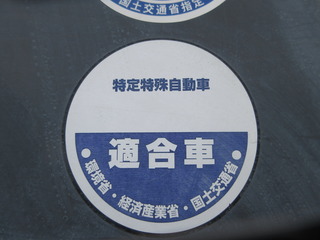 国土交通省指定
特定特殊自動車
適合車
・環境省・経済産業省・国土交通省・